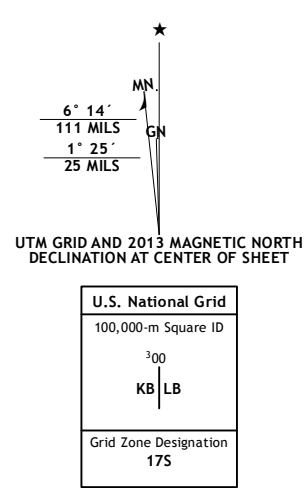 ★
MN.
6° 14´
111 MILS
GN
1° 25´
25 MILS
UTM GRID AND 2013 MAGNETIC NORTH
DECLINATION AT CENTER OF SHEET
U.S. National Grid
100,000-m Square ID
³00
KB LB
Grid Zone Designation
17S